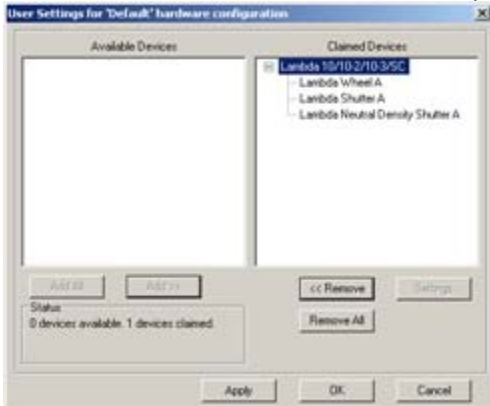 User Settings for 'Default' hardware configuration
Available Devices
Claimed Devices
Lambda 10/10-2/10-3/SC
Lambda Wheel A
Lambda Shutter A
Lambda Neutral Density Shutter A
Add All
Add >>
<< Remove
Settings
Status
0 devices available. 1 devices claimed.
Remove All
Apply
OK
Cancel